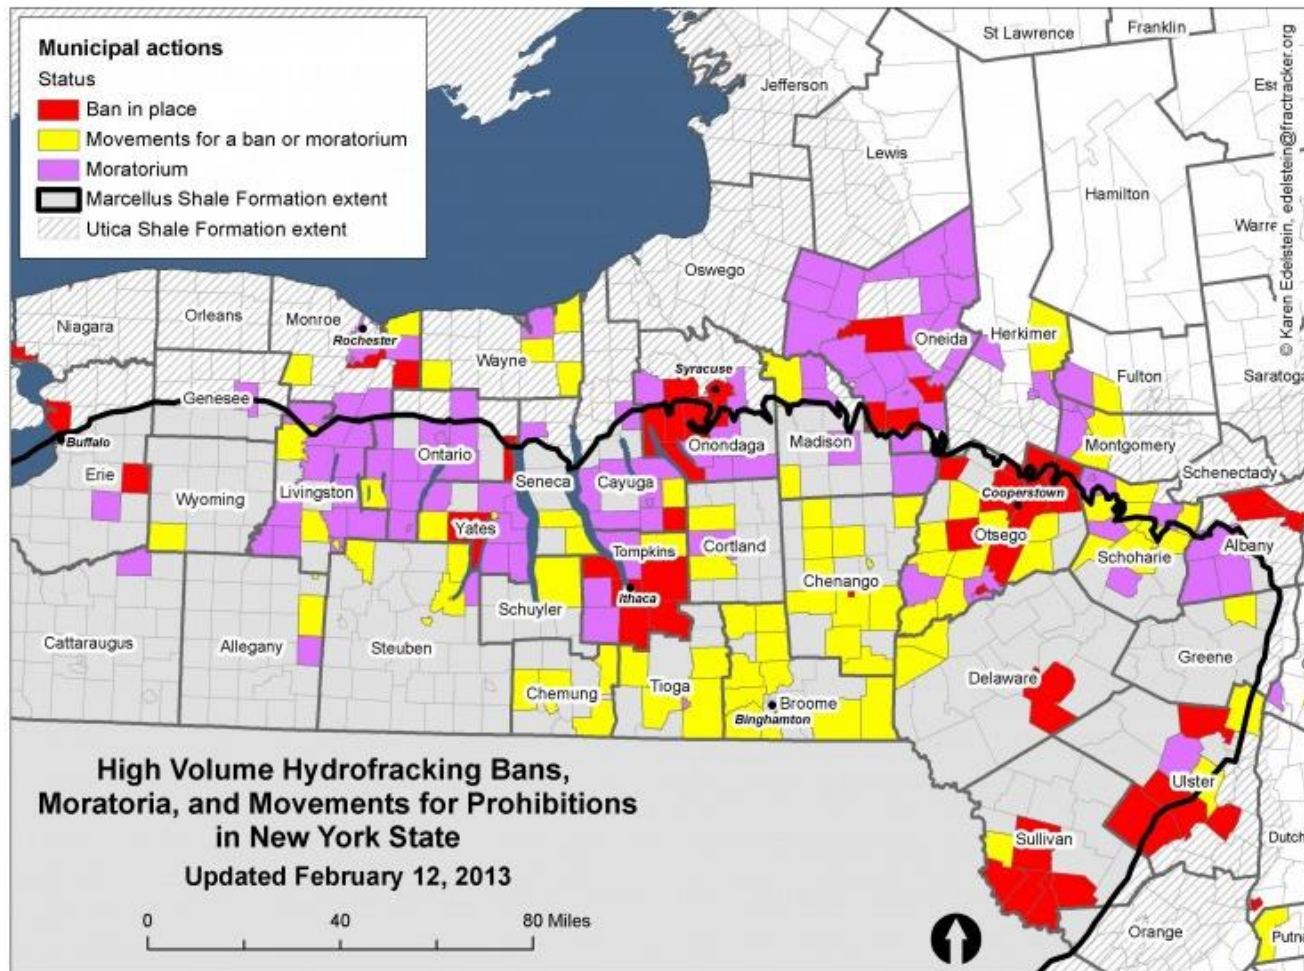 Municipal actions
Status
Ban in place
Movements for a ban or moratorium
Moratorium
Marcellus Shale Formation extent
Utica Shale Formation extent
St Lawrence
Franklin
Jefferson
Lewis
Hamilton
© Karen Edelstein, edelstein@fractracker.org
Oswego
Niagara
Orleans
Monroe
Rochester
Wayne
Oneida
Herkimer
Fulton
Syracuse
Genesee
Buffalo
Onondaga
Madison
Montgomery
Schenectady
Erie
Wyoming
Livingston
Ontario
Seneca
Cayuga
Cooperstown
Yates
Tompkins
Cortland
Otsego
Schoharie
Albany
Chenango
Ithaca
Schuyler
Cattaraugus
Allegany
Steuben
Greene
Delaware
Chemung
Tioga
Broome
Binghamton
Ulster
Sullivan
Orange
High Volume Hydrofracking Bans,
Moratoria, and Movements for Prohibitions
in New York State
Updated February 12, 2013
0 40 80 Miles